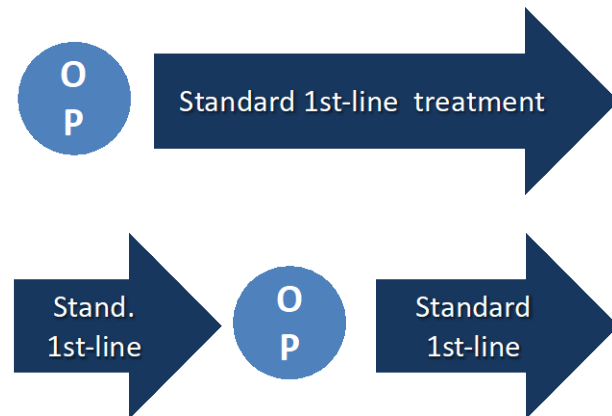 O
P
Standard 1st-line treatment
Stand.
1st-line
O
P
Standard
1st-line